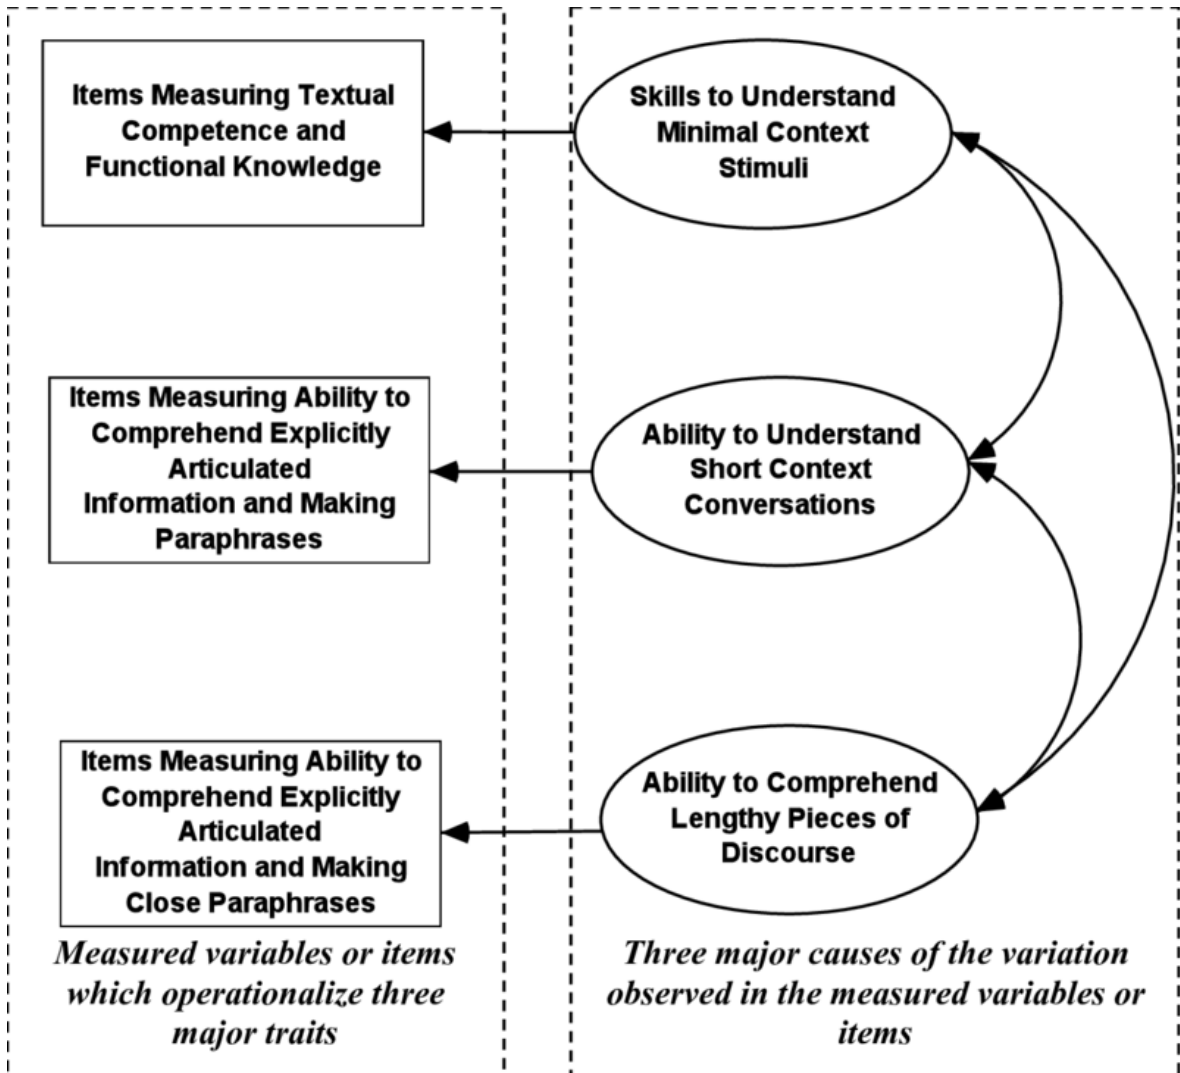 Items Measuring Textual
Competence and
Functional Knowledge
Skills to Understand
Minimal Context
Stimuli
Items Measuring Ability to
Comprehend Explicitly
Articulated
Information and Making
Paraphrases
Ability to Understand
Short Context
Conversations
Items Measuring Ability to
Comprehend Explicitly
Articulated
Information and Making
Close Paraphrases
Ability to Comprehend
Lengthy Pieces of
Discourse
Measured variables or items
which operationalize three
major traits
Three major causes of the variation
observed in the measured variables or
items